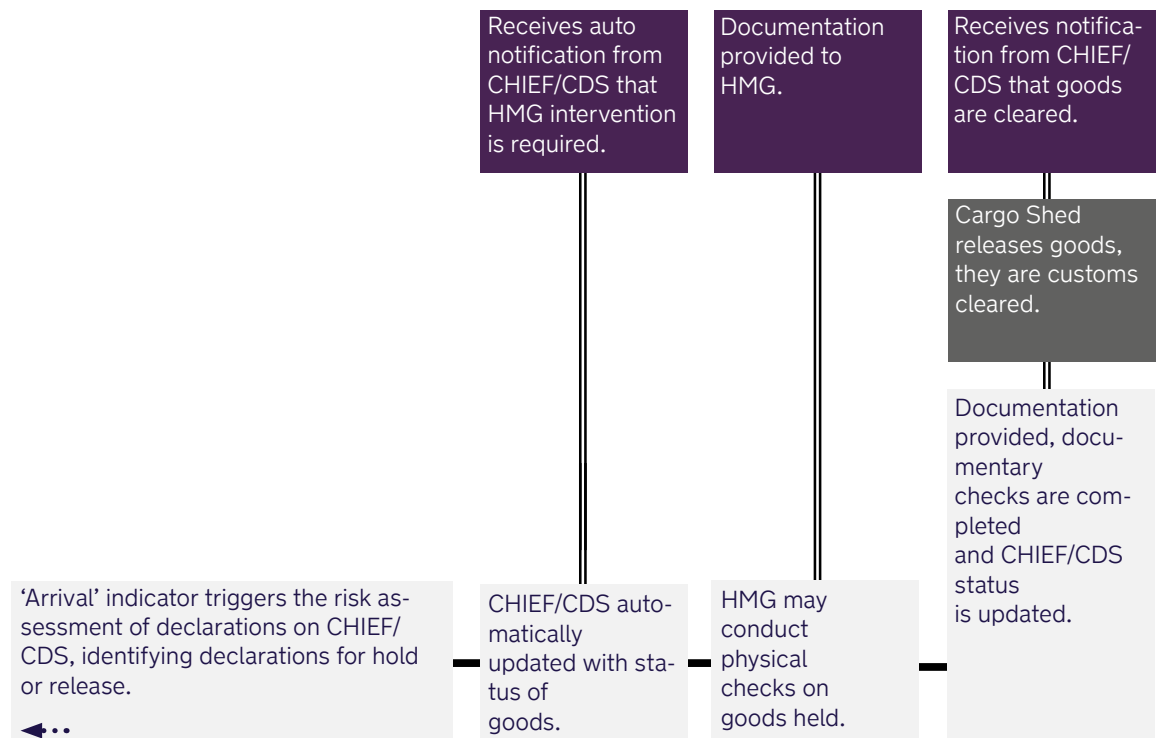 Receives auto
notification from
CHIEF/CDS that
HMG intervention
is required.
Documentation
provided to
HMG.
Receives notifica-
tion from CHIEF/
CDS that goods
are cleared.
Cargo Shed
releases goods,
they are customs
cleared.
‘Arrival’ indicator triggers the risk as-
sessment of declarations on CHIEF/
CDS, identifying declarations for hold
or release.
CHIEF/CDS auto-
matically
updated with sta-
tus of
goods.
HMG may
conduct
physical
checks on
goods held.
Documentation
provided, docu-
mentary
checks are com-
pleted
and CHIEF/CDS
status
is updated.